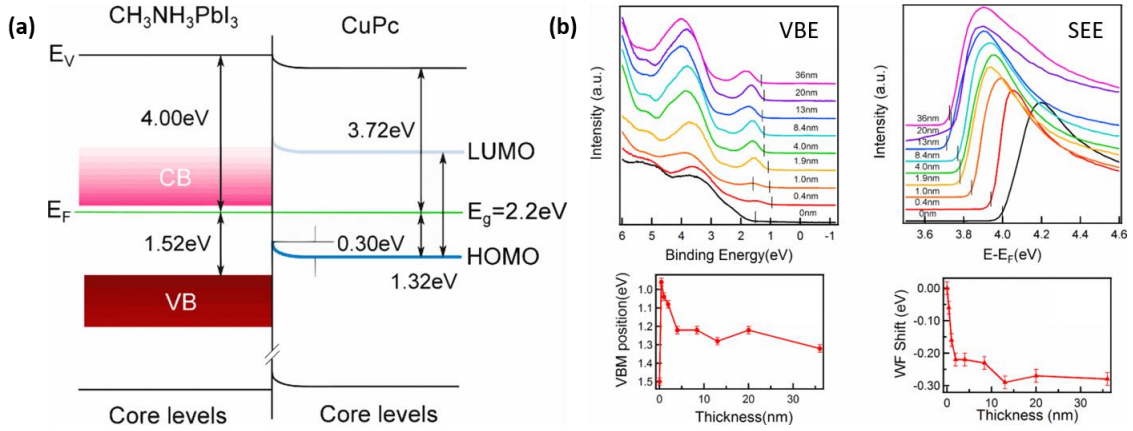 (a)
CH₃NH₃PbI₃
CuPc
E_V
4.00eV
3.72eV
LUMO
CB
E_F
E_g=2.2eV
1.52eV
0.30eV
HOMO
1.32eV
VB
Core levels
Core levels
(b)
VBE
Intensity (a.u.)
36nm
20nm
13nm
8.4nm
4.0nm
1.9nm
1.0nm
0.4nm
0nm
6 5 4 3 2 1 0 -1
Binding Energy(eV)
SEE
Intensity (a.u.)
36nm
20nm
13nm
8.4nm
4.0nm
1.9nm
1.0nm
0.4nm
0nm
3.6 3.8 4.0 4.2 4.4 4.6
E-E_F(eV)
VBM position(eV)
1.0
1.1
1.2
1.3
1.4
1.5
0 10 20 30
Thickness(nm)
WF Shift (eV)
0.00
-0.10
-0.20
-0.30
0 10 20 30
Thickness (nm)